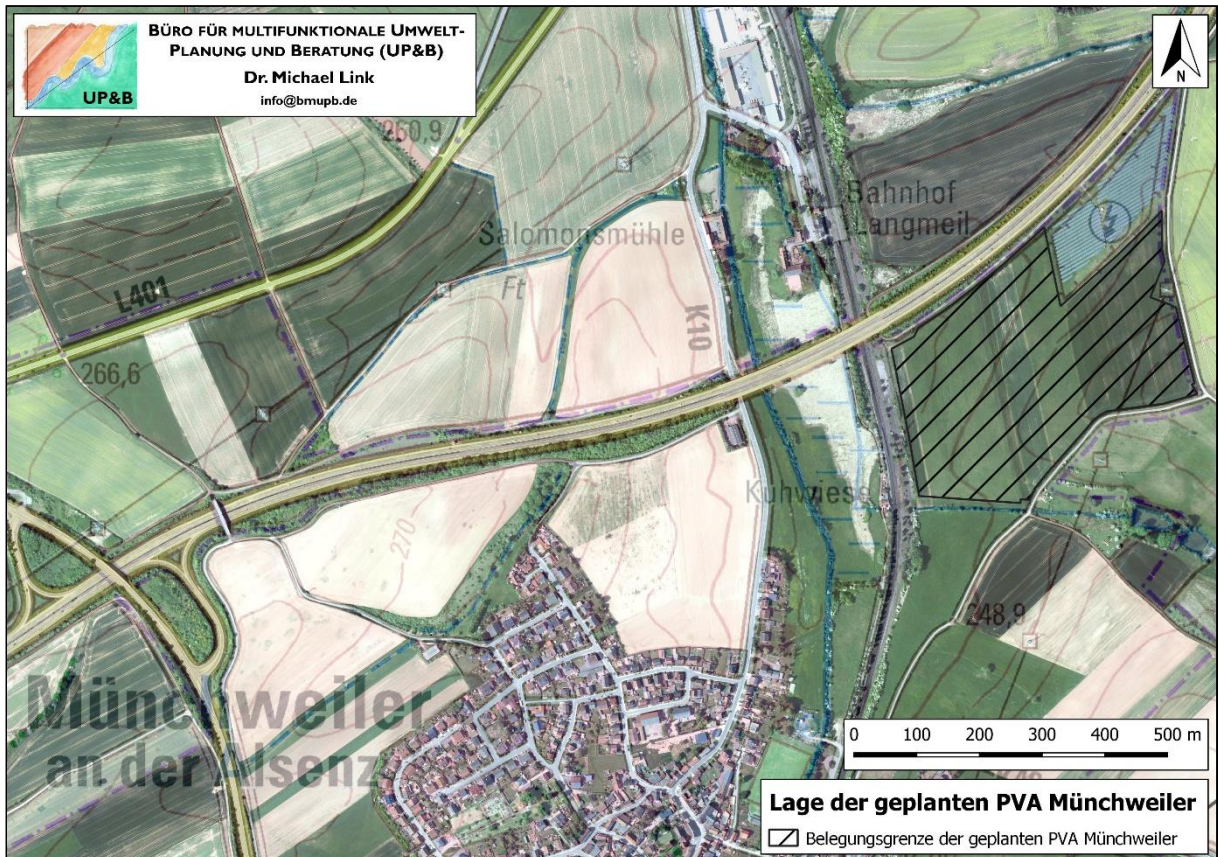 BÜRO FÜR MULTIFUNKTIONALE UMWELT-
PLANUNG UND BERATUNG (UP&B)
Dr. Michael Link
info@bmupb.de
UP&B
N
260,9
Salomonsmühle
Bahnhof
Langmeil
L401
Ft
K10
266,6
Kuhwiese
270
248,9
Münchweiler
an der Alsenz
0 100 200 300 400 500 m
Lage der geplanten PVA Münchweiler
Belegungsgrenze der geplanten PVA Münchweiler